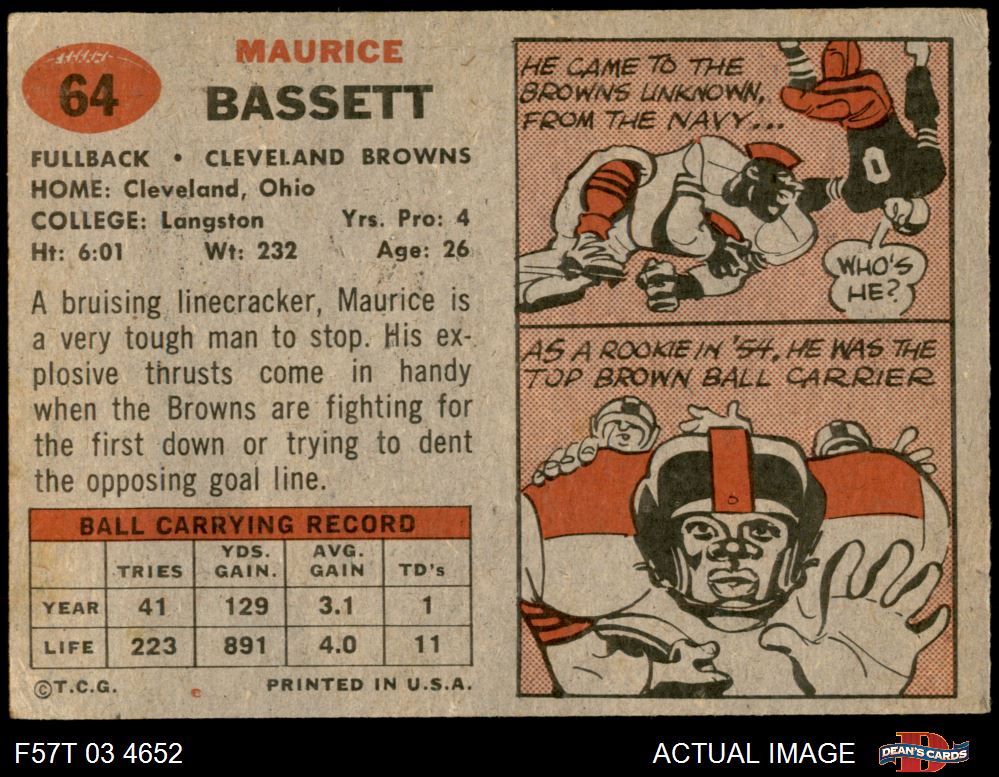 64
MAURICE
BASSETT
FULLBACK • CLEVELAND BROWNS
HOME: Cleveland, Ohio
COLLEGE: Langston Yrs. Pro: 4
Ht: 6:01 Wt: 232 Age: 26
A bruising linecracker, Maurice is
a very tough man to stop. His ex-
plosive thrusts come in handy
when the Browns are fighting for
the first down or trying to dent
the opposing goal line.
BALL CARRYING RECORD
TRIES YDS. GAIN. AVG. GAIN TD's
YEAR 41 129 3.1 1
LIFE 223 891 4.0 11
©T.C.G. PRINTED IN U.S.A.
HE CAME TO THE
BROWNS UNKNOWN,
FROM THE NAVY...
0
WHO'S
HE?
AS A ROOKIE IN '54, HE WAS THE
TOP BROWN BALL CARRIER
F57T 03 4652 ACTUAL IMAGE DEAN'S CARDS